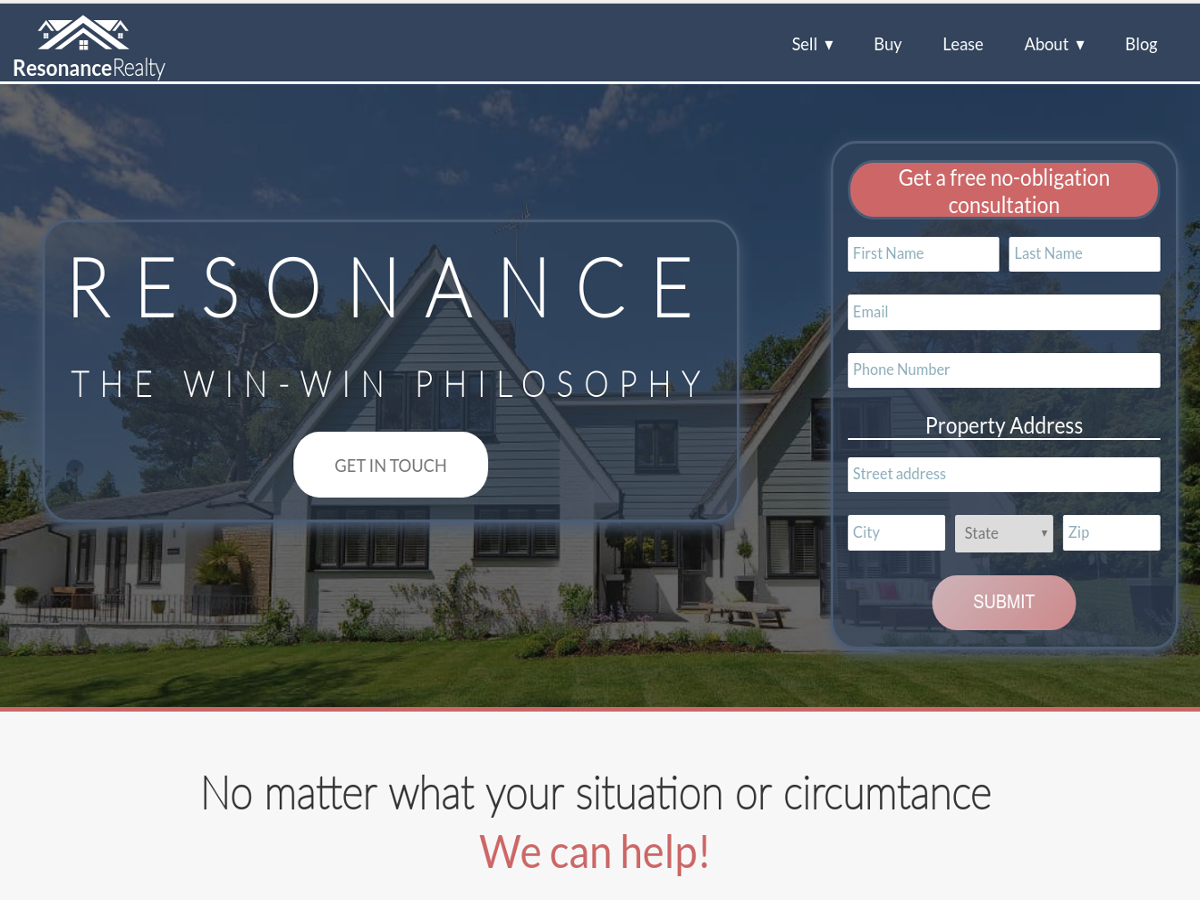 ResonanceRealty
Sell ▾
Buy
Lease
About ▾
Blog
RESONANCE
THE WIN-WIN PHILOSOPHY
GET IN TOUCH
Get a free no-obligation
consultation
First Name
Last Name
Email
Phone Number
Property Address
Street address
City
State
Zip
SUBMIT
No matter what your situation or circumtance
We can help!